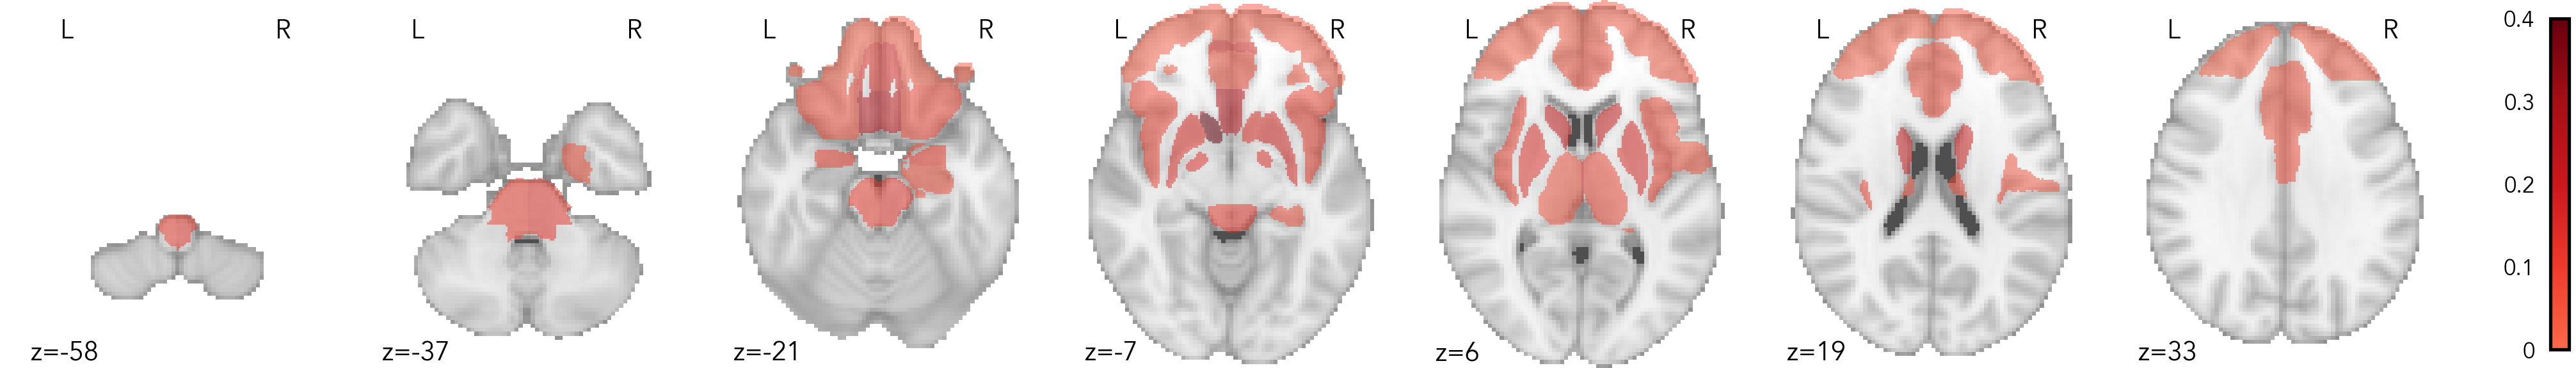 L R L R L R L R L R L R L R 0.4
0.3
0.2
0.1
z=-58 z=-37 z=-21 z=-7 z=6 z=19 z=33 0